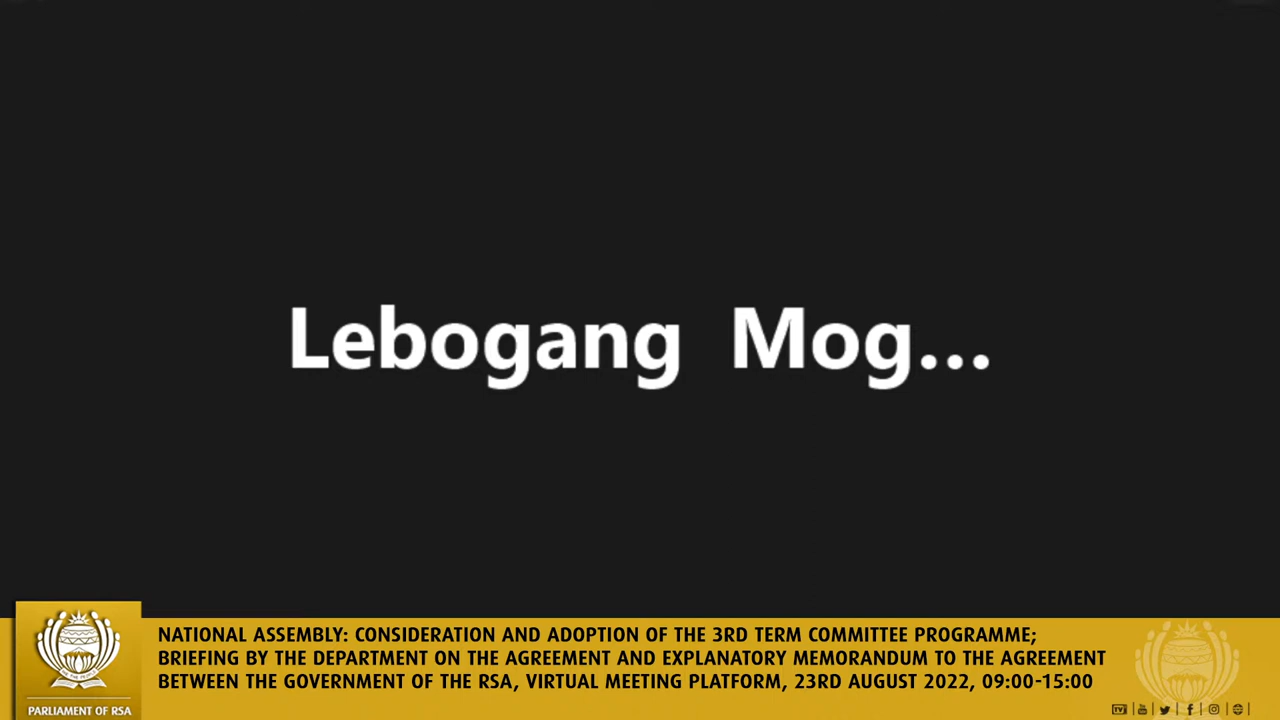 Lebogang Mog...
NATIONAL ASSEMBLY: CONSIDERATION AND ADOPTION OF THE 3RD TERM COMMITTEE PROGRAMME;
BRIEFING BY THE DEPARTMENT ON THE AGREEMENT AND EXPLANATORY MEMORANDUM TO THE AGREEMENT
BETWEEN THE GOVERNMENT OF THE RSA, VIRTUAL MEETING PLATFORM, 23RD AUGUST 2022, 09:00-15:00
PARLIAMENT OF RSA